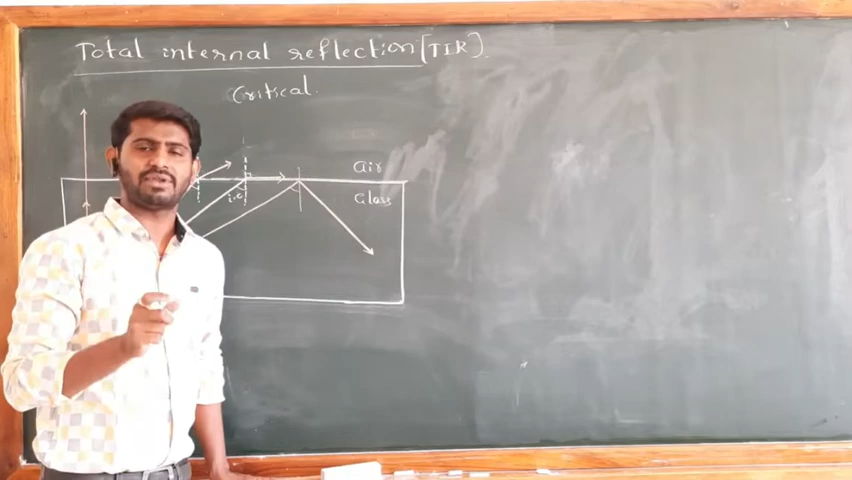 Total internal reflection [TIR].
Critical.
air
i.c
Glass